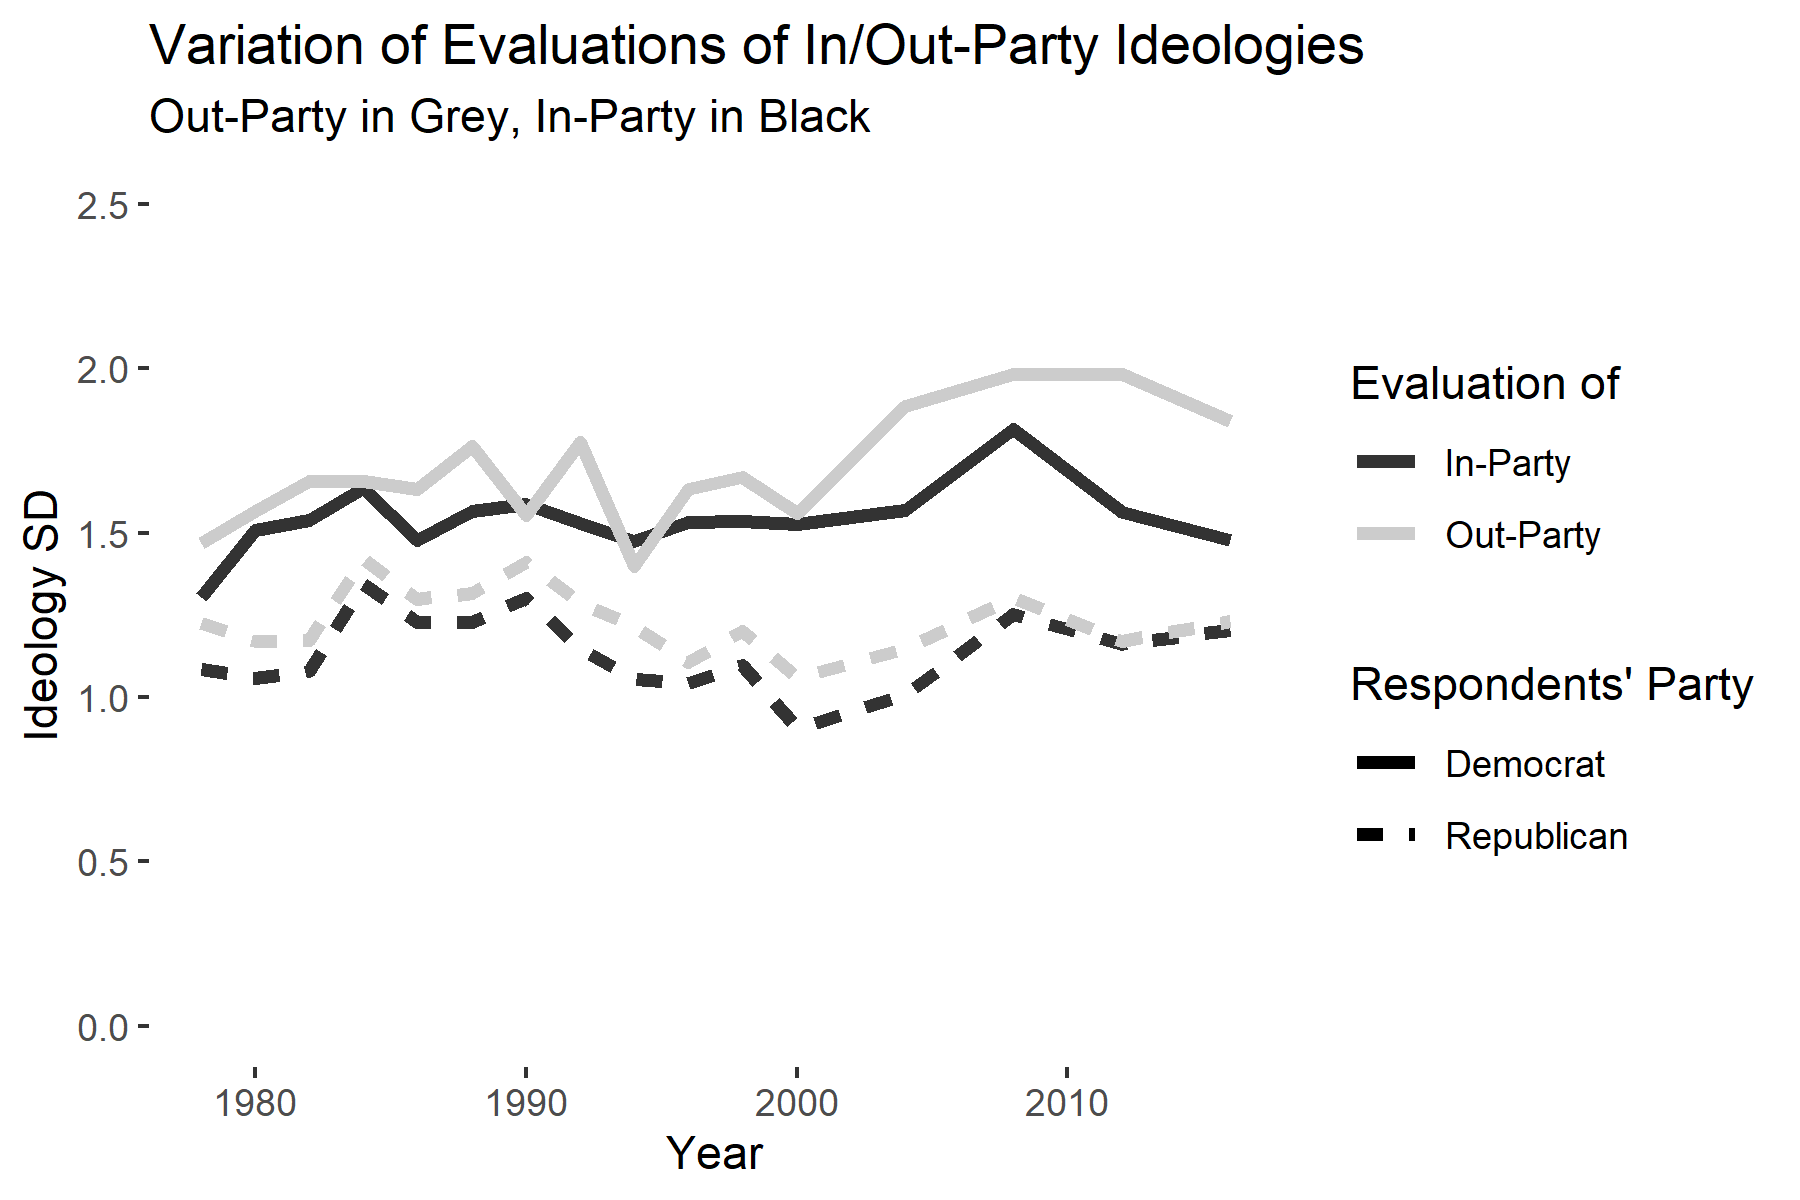 Variation of Evaluations of In/Out-Party Ideologies
Out-Party in Grey, In-Party in Black
2.5
2.0
1.5
1.0
0.5
0.0
Ideology SD
1980
1990
2000
2010
Year
Evaluation of
In-Party
Out-Party
Respondents' Party
Democrat
Republican